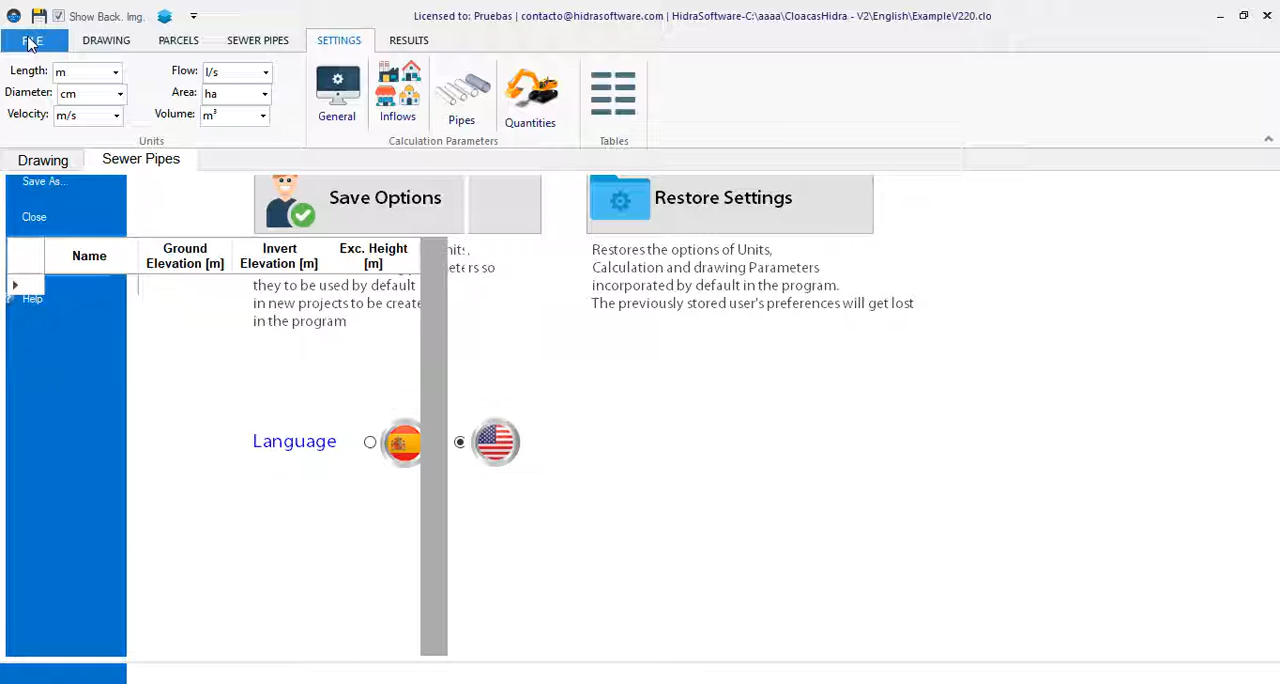 Show Back. Img.
Licensed to: Pruebas | contacto@hidrasoftware.com | HidraSoftware-C:\aaaa\CloacasHidra - V2\English\ExampleV220.clo
FILE DRAWING PARCELS SEWER PIPES SETTINGS RESULTS
Length: m Flow: l/s
Diameter: cm Area: ha
Velocity: m/s Volume: m³
General Inflows Pipes Quantities
Units Calculation Parameters Tables
Drawing Sewer Pipes
Save As...
Close
Help
Save Options
Restore Settings
Name
Ground Elevation [m]
Invert Elevation [m]
Exc. Height [m]
they to be used by default
in new projects to be create
in the program
Restores the options of Units,
Calculation and drawing Parameters
incorporated by default in the program.
The previously stored user's preferences will get lost
Language